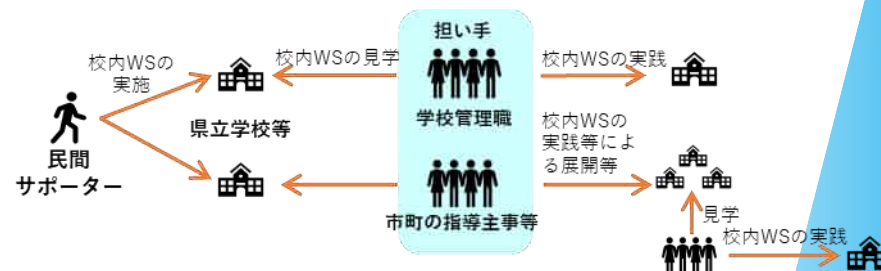 担い手
校内WSの
実施
校内WSの見学
校内WSの実践
学校管理職
県立学校等
民間
サポーター
校内WSの
実践等によ
る展開等
市町の指導主事等
見学
校内WSの実践